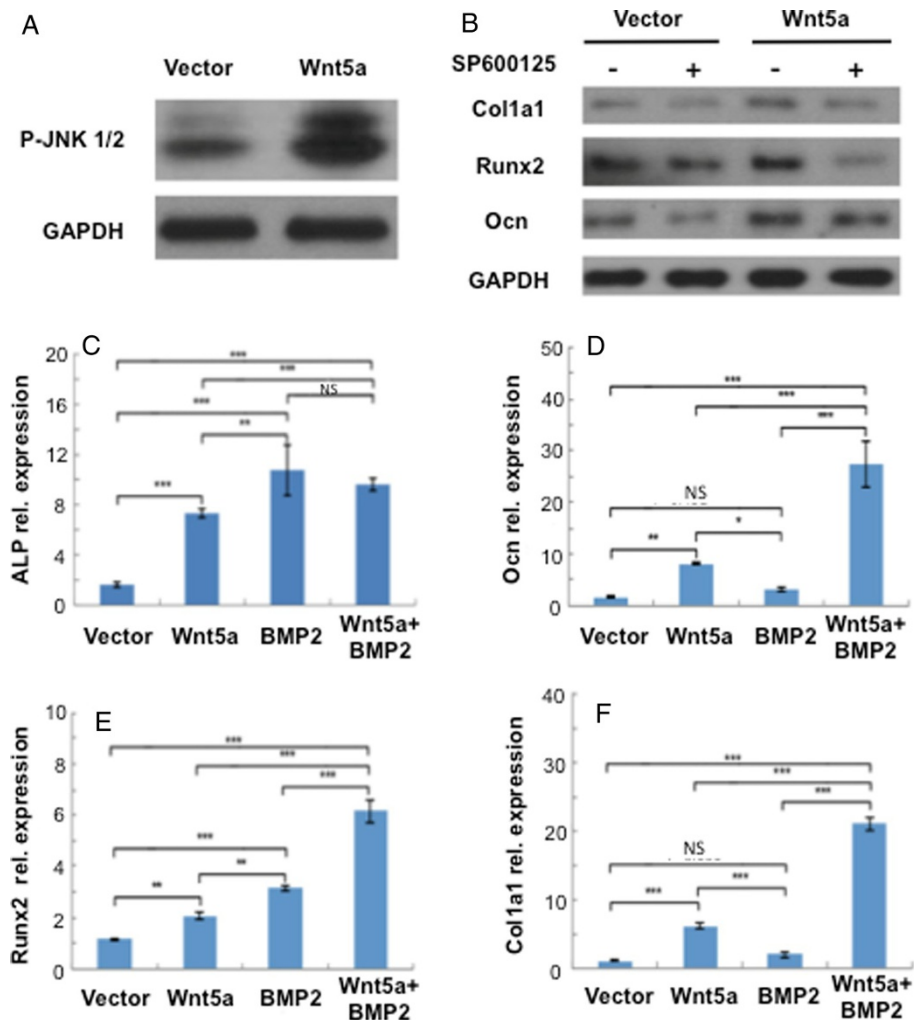 A
Vector Wnt5a
P-JNK 1/2
GAPDH
B
Vector Wnt5a
SP600125 - + - +
Col1a1
Runx2
Ocn
GAPDH
C
ALP rel. expression
20
16
12
8
4
0
***
***
NS
***
**
***
Vector Wnt5a BMP2 Wnt5a+
BMP2
D
Ocn rel. expression
50
40
30
20
10
0
***
***
***
NS
*
**
Vector Wnt5a BMP2 Wnt5a+
BMP2
E
Runx2 rel. expression
10
8
6
4
2
0
***
***
***
***
**
**
Vector Wnt5a BMP2 Wnt5a+
BMP2
F
Col1a1 rel. expression
40
30
20
10
0
***
***
***
NS
***
***
Vector Wnt5a BMP2 Wnt5a+
BMP2